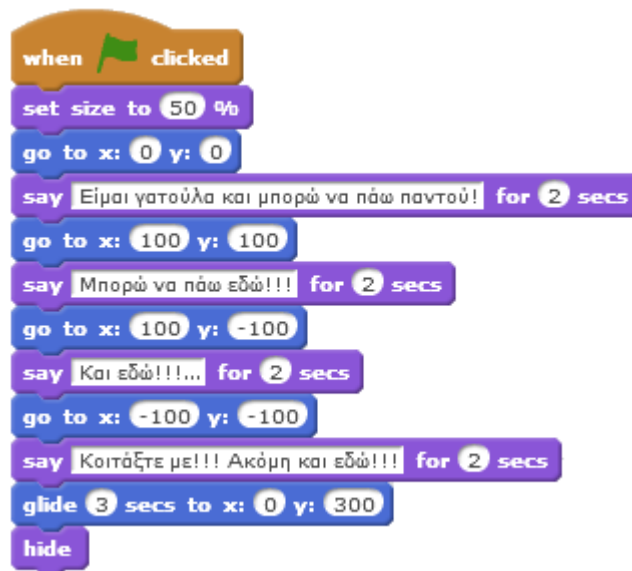 when clicked
set size to 50 %
go to x: 0 y: 0
say Είμαι γατούλα και μπορώ να πάω παντού! for 2 secs
go to x: 100 y: 100
say Μπορώ να πάω εδώ!!! for 2 secs
go to x: 100 y: -100
say Και εδώ!!!... for 2 secs
go to x: -100 y: -100
say Κοιτάξτε με!!! Ακόμη και εδώ!!! for 2 secs
glide 3 secs to x: 0 y: 300
hide